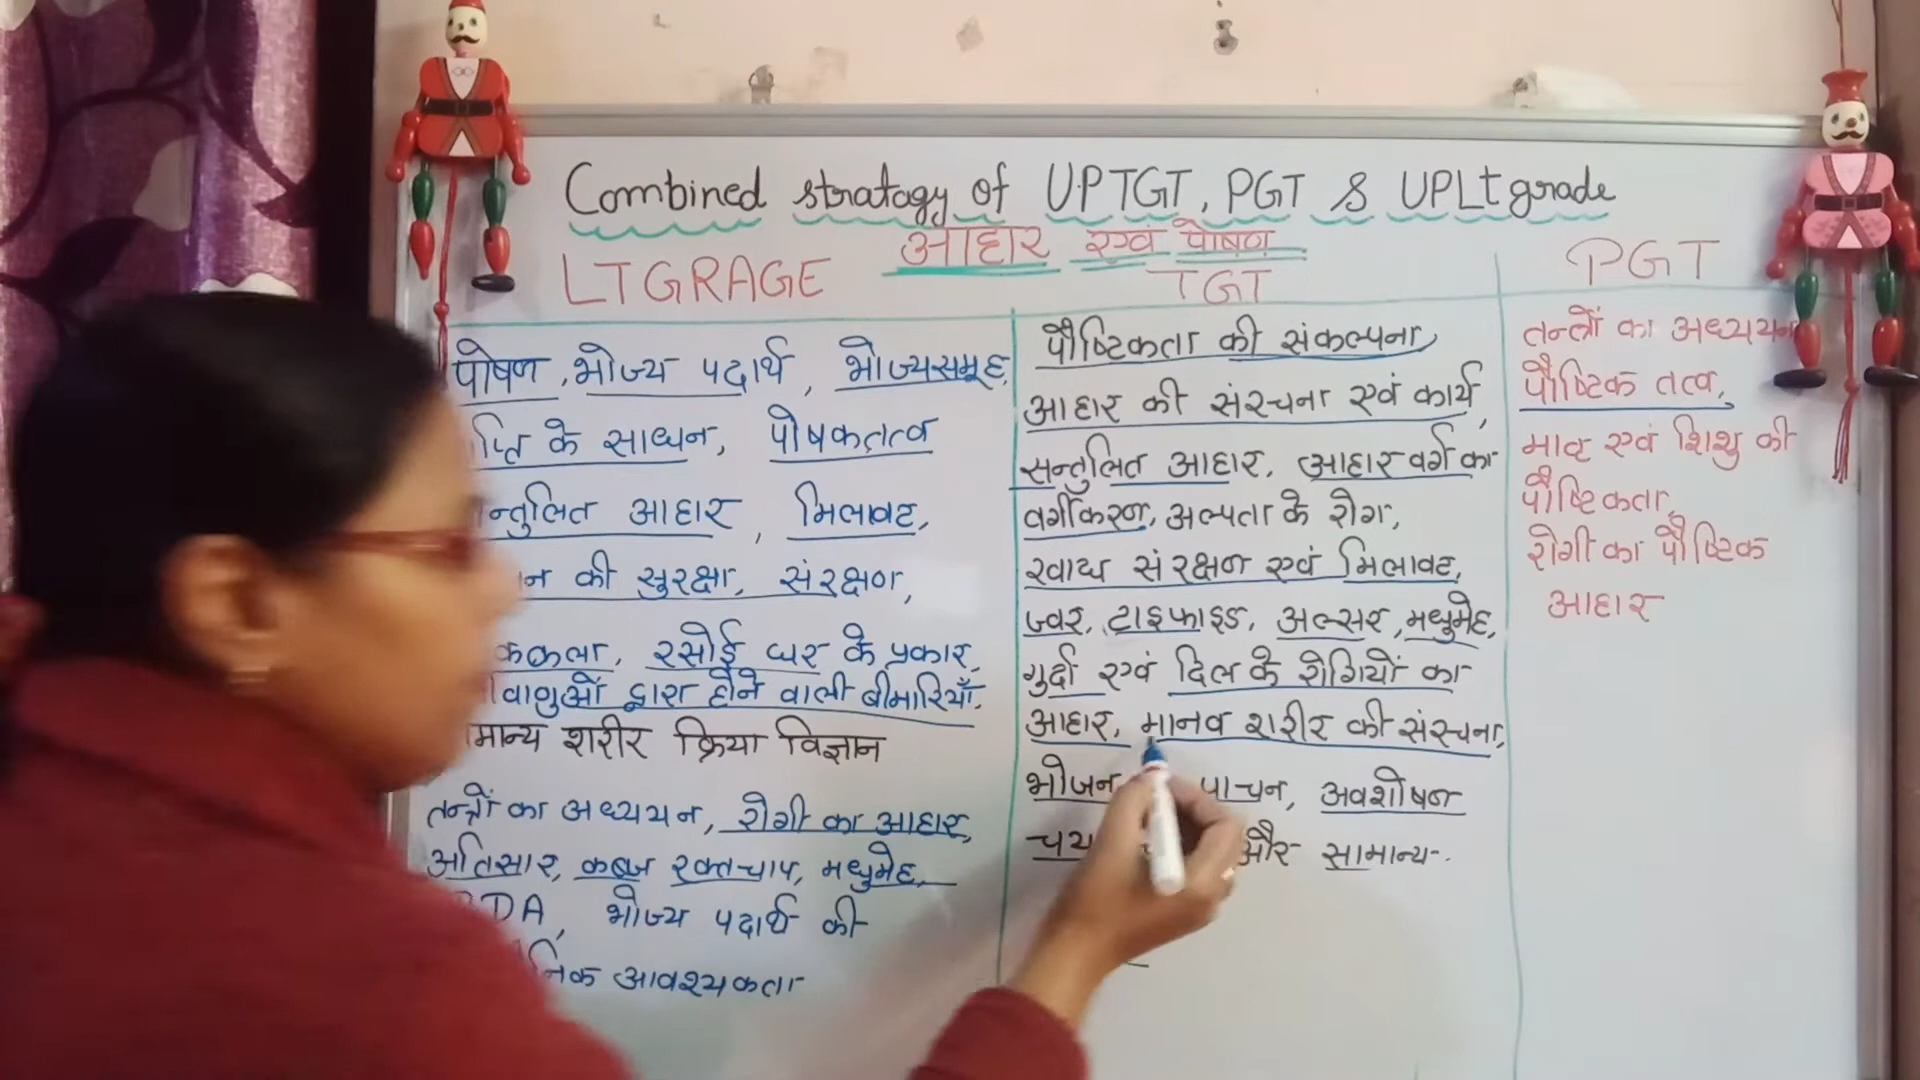 Combined stratagy of UPTGT, PGT & UPLt grade
आहार एवं पोषण
LTGRAGE
पोषण, भोज्य पदार्थ, भोज्यसमूह,
के साधन, पोषकतत्व
आहार, मिलावट,
की सुरक्षा, संरक्षण,
रसोई घर के प्रकार,
द्वारा होने वाली बीमारियाँ.
शरीर क्रिया विज्ञान
तन्त्रों का अध्ययन, रोगी का आहार,
अतिसार, कब्ज रक्तचाप, मधुमेह,
भोज्य पदार्थ की
आवश्यकता
TGT
पौष्टिकता की संकल्पना,
आहार की संरचना एवं कार्य,
सन्तुलित आहार, आहार वर्ग का
वर्गीकरण, अल्पता के रोग,
खाद्य संरक्षण एवं मिलावट,
ज्वर, टाइफाइड, अल्सर, मधुमेह,
गुर्दा एवं दिल के रोगियों का
आहार, मानव शरीर की संरचना,
भोजन पाचन, अवशोषण
और सामान्य-.
PGT
तन्त्रों का अध्ययन
पौष्टिक तत्व,
मातृ एवं शिशु की
पौष्टिकता,
रोगी का पौष्टिक
आहार